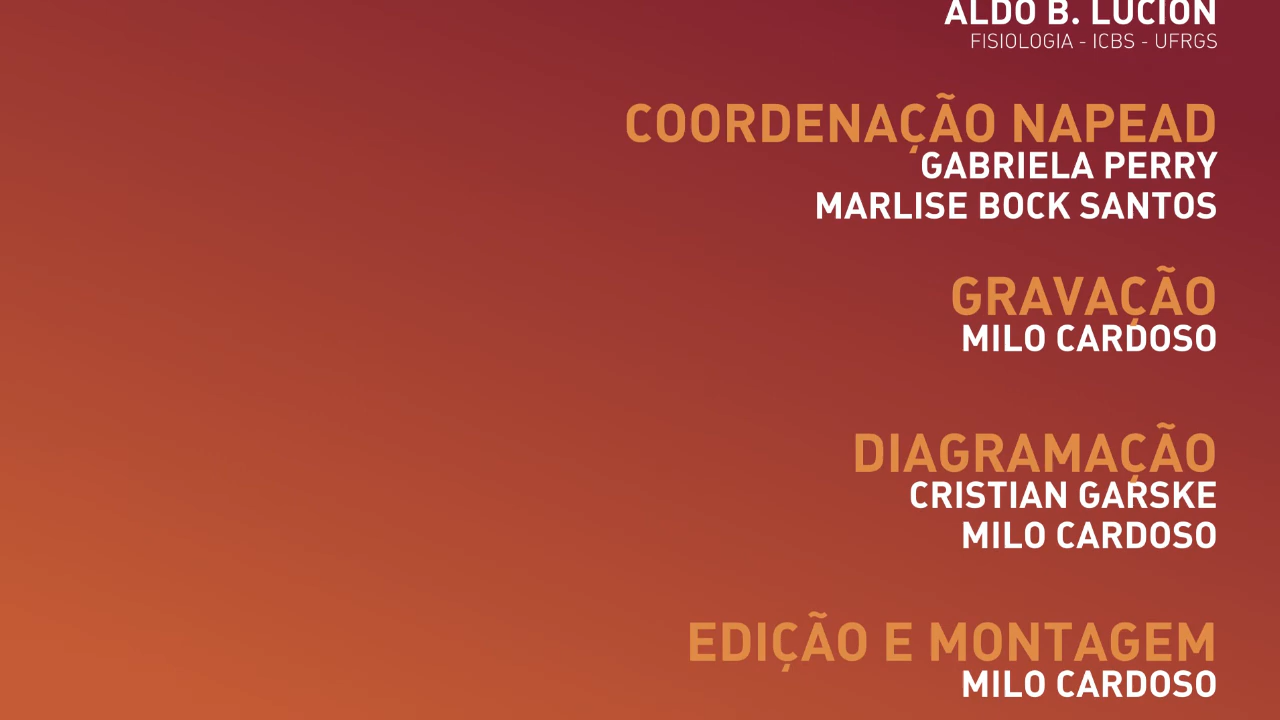 ALDO B. LUCION
FISIOLOGIA - ICBS - UFRGS
COORDENAÇÃO NAPEAD
GABRIELA PERRY
MARLISE BOCK SANTOS
GRAVAÇÃO
MILO CARDOSO
DIAGRAMAÇÃO
CRISTIAN GARSKE
MILO CARDOSO
EDIÇÃO E MONTAGEM
MILO CARDOSO